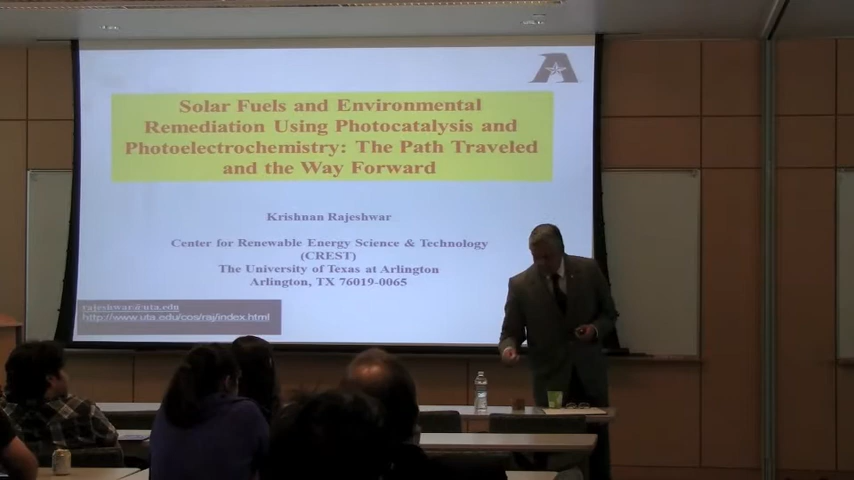 A
Solar Fuels and Environmental
Remediation Using Photocatalysis and
Photoelectrochemistry: The Path Traveled
and the Way Forward
Krishnan Rajeshwar
Center for Renewable Energy Science & Technology
(CREST)
The University of Texas at Arlington
Arlington, TX 76019-0065
rajeshwar@uta.edu
http://www.uta.edu/cos/raj/index.html